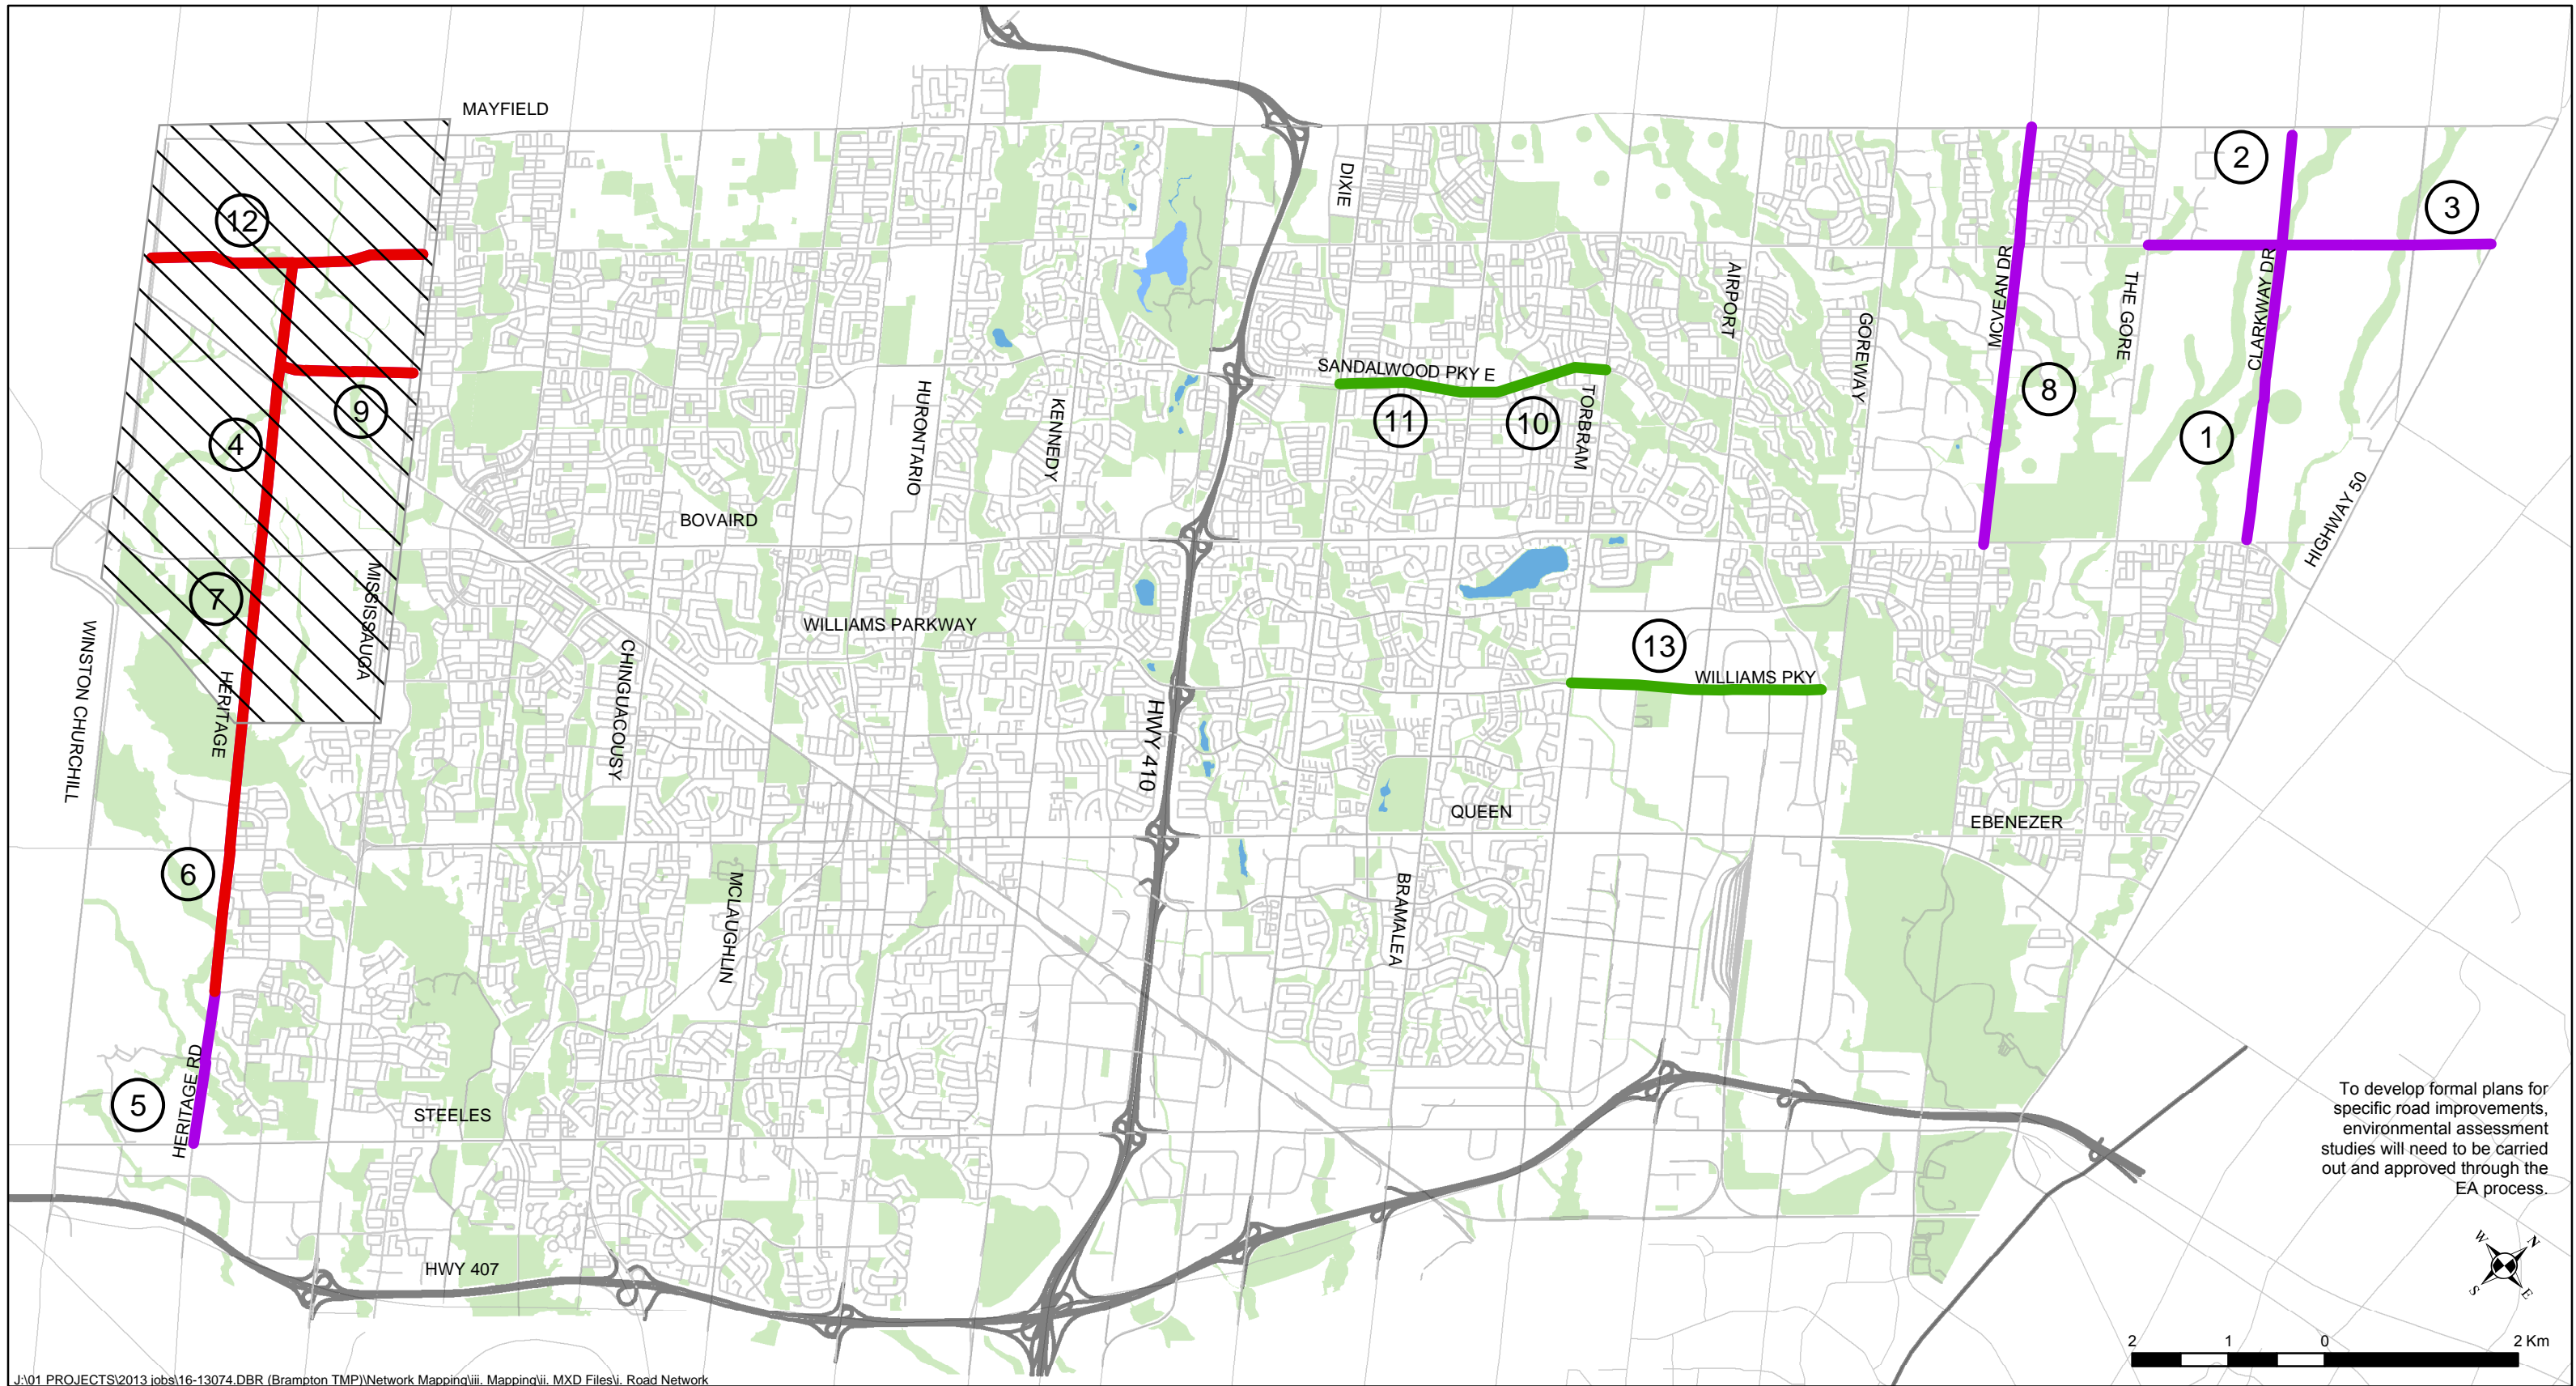 MAYFIELD
2
DIXIE
3
12
MCVEAN DR
CLARKWAY DR
THE GORE
AIRPORT
GOREWAY
SANDALWOOD PKY E
8
9
HURONTARIO
KENNEDY
11
10
TORBRAM
1
4
HIGHWAY 50
BOVAIRD
7
MISSISSAUGA
WILLIAMS PARKWAY
13
WINSTON CHURCHILL
CHINGUACOUSY
WILLIAMS PKY
HERITAGE
HWY 410
QUEEN
EBENEZER
6
MCLAUGHLIN
BRAMALEA
HERITAGE RD
5
STEELES
To develop formal plans for
specific road improvements,
environmental assessment
studies will need to be carried
out and approved through the
EA process.
HWY 407
W N
S E
2 1 0 2 Km
J:\01 PROJECTS\2013 jobs\16-13074.DBR (Brampton TMP)\Network Mapping\iii. Mapping\ii. MXD Files\i. Road Network